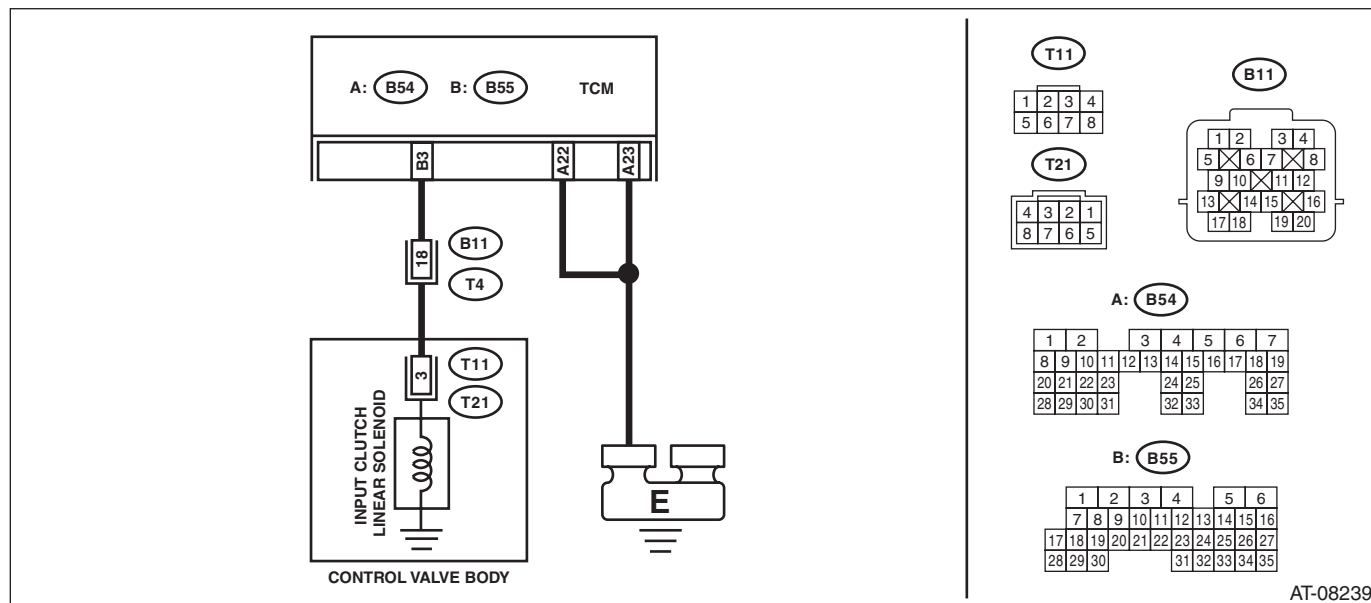 A: B54 B: B55 TCM
B3 A22 A23
18
B11
T4
3
T11
T21
INPUT CLUTCH
LINEAR SOLENOID
E
CONTROL VALVE BODY
T11
1 2 3 4
5 6 7 8
T21
4 3 2 1
8 7 6 5
B11
1 2 3 4
5 6 7 8
9 10 11 12
13 14 15 16
17 18 19 20
A: B54
1 2 3 4 5 6 7
8 9 10 11 12 13 14 15 16 17 18 19
20 21 22 23 24 25 26 27
28 29 30 31 32 33 34 35
B: B55
1 2 3 4 5 6
7 8 9 10 11 12 13 14 15 16
17 18 19 20 21 22 23 24 25 26 27
28 29 30 31 32 33 34 35
AT-08239